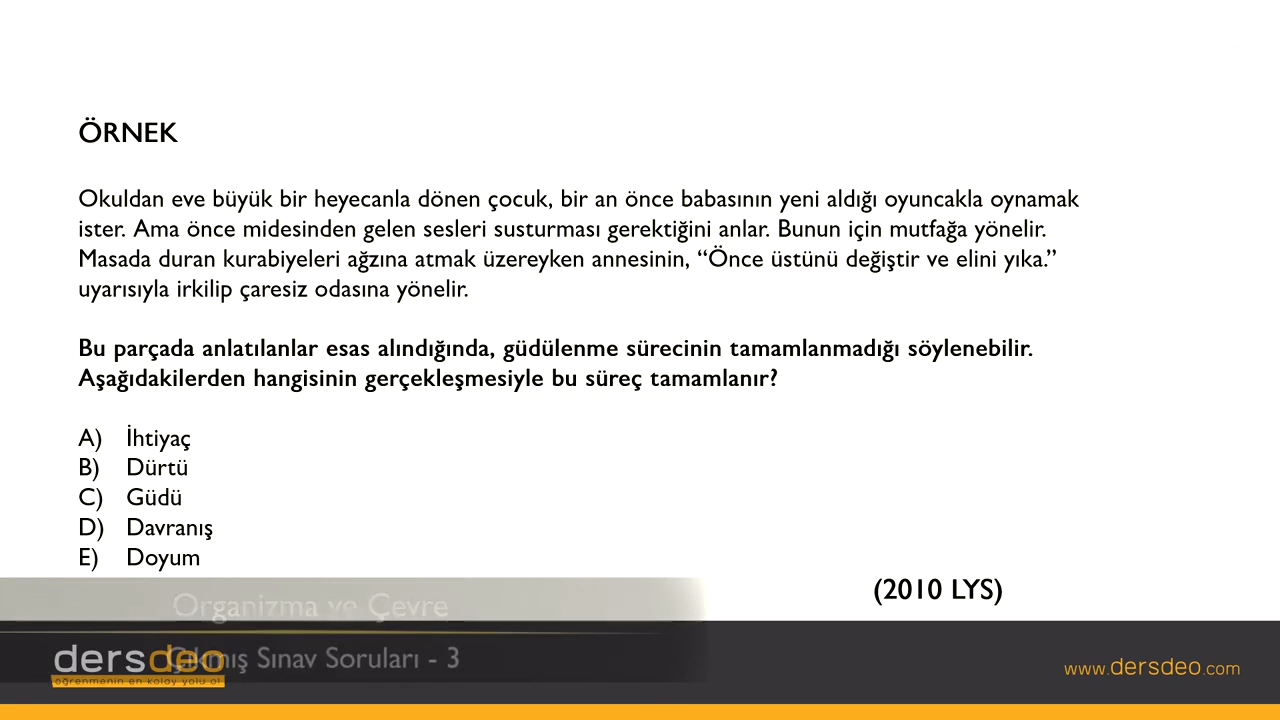 ÖRNEK
Okuldan eve büyük bir heyecanla dönen çocuk, bir an önce babasının yeni aldığı oyuncakla oynamak
ister. Ama önce midesinden gelen sesleri susturması gerektiğini anlar. Bunun için mutfağa yönelir.
Masada duran kurabiyeleri ağzına atmak üzereyken annesinin, “Önce üstünü değiştir ve elini yıka.”
uyarısıyla irkilip çaresiz odasına yönelir.
Bu parçada anlatılanlar esas alındığında, güdülenme sürecinin tamamlanmadığı söylenebilir.
Aşağıdakilerden hangisinin gerçekleşmesiyle bu süreç tamamlanır?
A) İhtiyaç
B) Dürtü
C) Güdü
D) Davranış
E) Doyum
(2010 LYS)
Organizma ve Çevre
Çıkmış Sınav Soruları - 3
dersdeo
öğrenmenin en kolay yolu o!
www.dersdeo.com